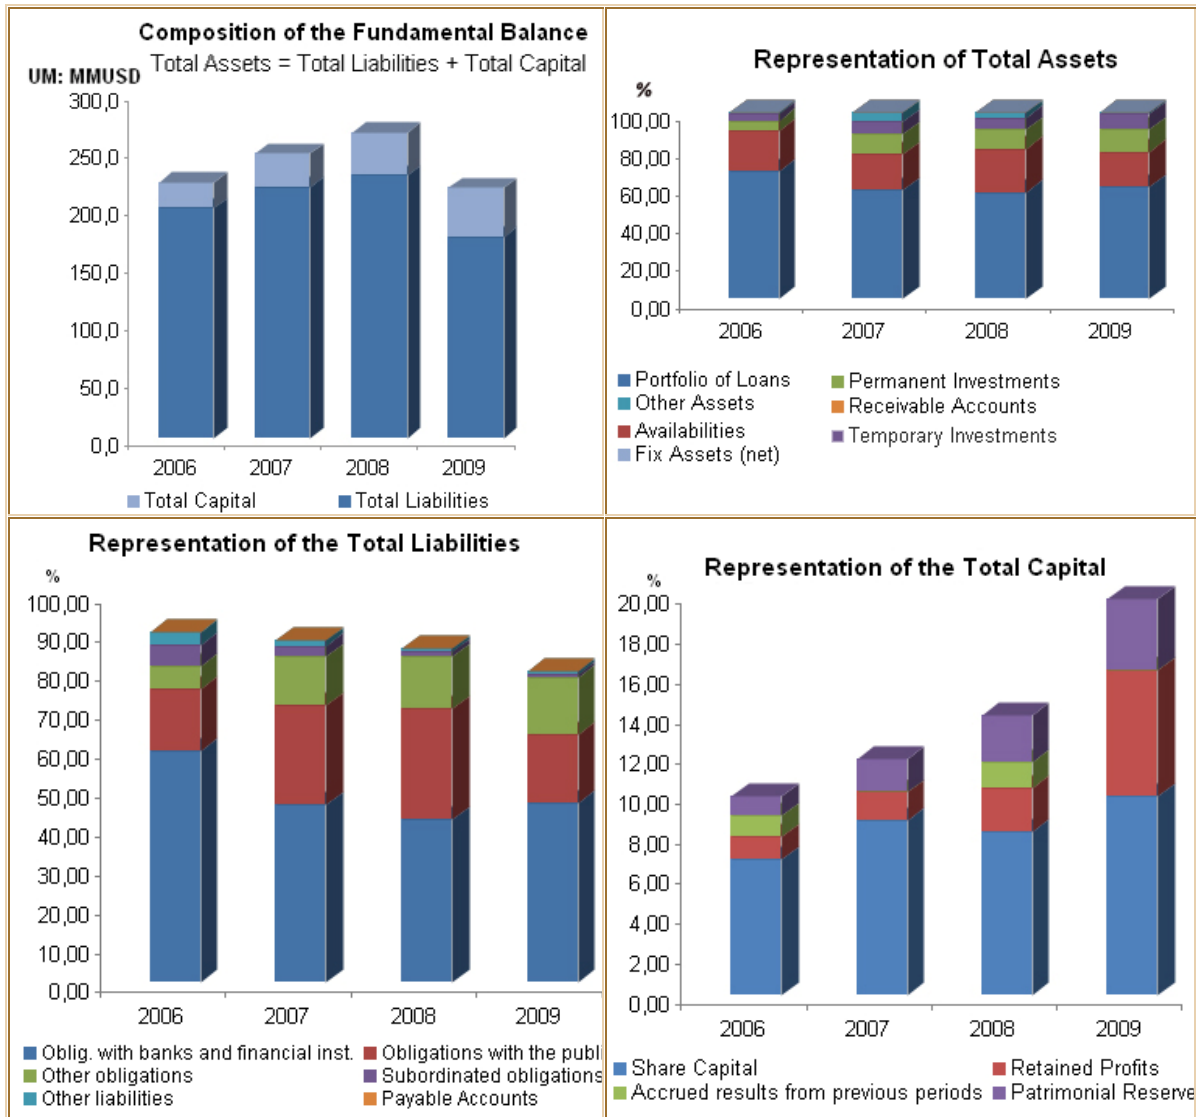 Composition of the Fundamental Balance
Total Assets = Total Liabilities + Total Capital
UM: MMUSD
300,0
250,0
200,0
150,0
100,0
50,0
0,0
2006 2007 2008 2009
Total Capital Total Liabilities
Representation of Total Assets
%
100,00
80,00
60,00
40,00
20,00
0,00
2006 2007 2008 2009
Portfolio of Loans Permanent Investments
Other Assets Receivable Accounts
Availabilities Temporary Investments
Fix Assets (net)
Representation of the Total Liabilities
%
100,00
90,00
80,00
70,00
60,00
50,00
40,00
30,00
20,00
10,00
0,00
2006 2007 2008 2009
Oblig. with banks and financial inst. Obligations with the publi
Other obligations Subordinated obligations
Other liabilities Payable Accounts
Representation of the Total Capital
%
20,00
18,00
16,00
14,00
12,00
10,00
8,00
6,00
4,00
2,00
0,00
2006 2007 2008 2009
Share Capital Retained Profits
Accrued results from previous periods Patrimonial Reserve